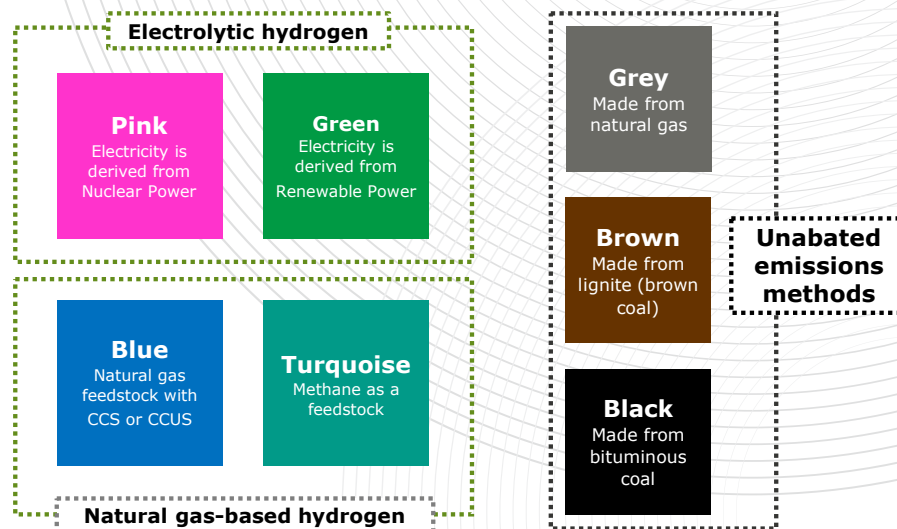 Electrolytic hydrogen
Pink
Electricity is
derived from
Nuclear Power
Green
Electricity is
derived from
Renewable Power
Blue
Natural gas
feedstock with
CCS or CCUS
Turquoise
Methane as a
feedstock
Natural gas-based hydrogen
Grey
Made from
natural gas
Brown
Made from
lignite (brown
coal)
Black
Made from
bituminous
coal
Unabated
emissions
methods